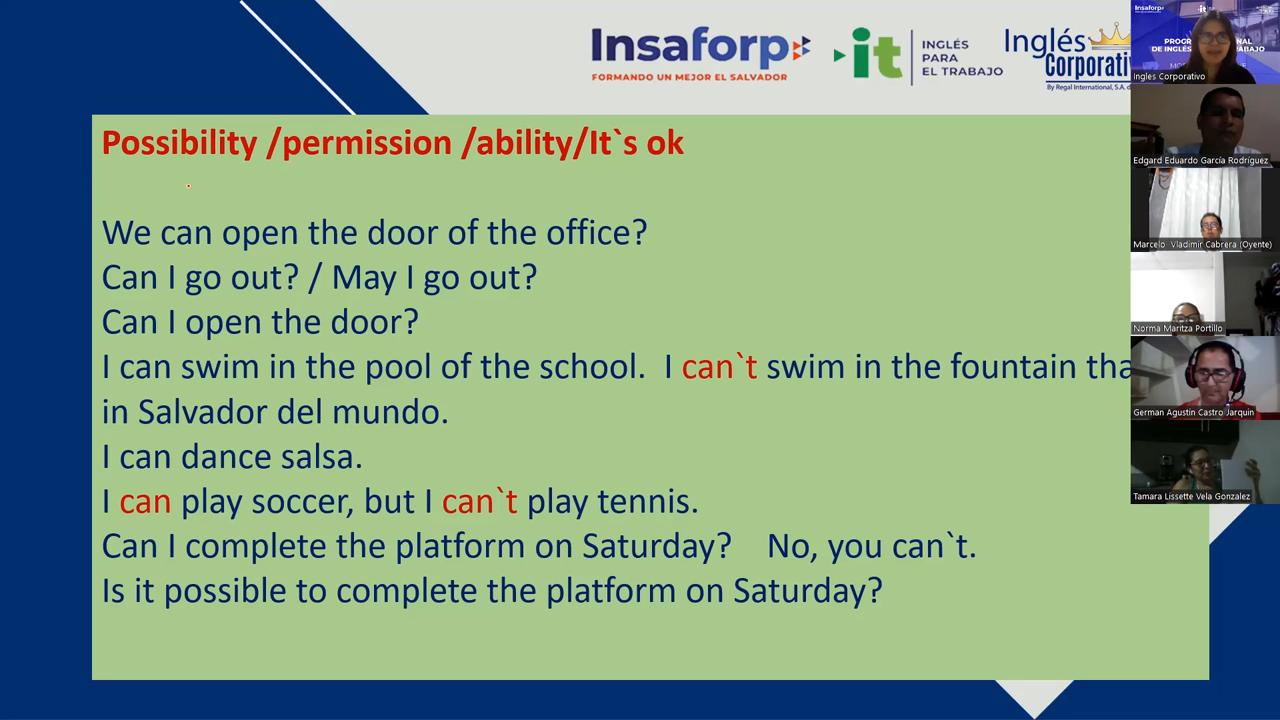 Insaforp
FORMANDO UN MEJOR EL SALVADOR
it
INGLÉS
PARA
EL TRABAJO
Inglés
By Regal International, S.A.
Possibility /permission /ability/It`s ok
We can open the door of the office?
Can I go out? / May I go out?
Can I open the door?
I can swim in the pool of the school. I can`t swim in the fountain tha
in Salvador del mundo.
I can dance salsa.
I can play soccer, but I can`t play tennis.
Can I complete the platform on Saturday? No, you can`t.
Is it possible to complete the platform on Saturday?
Insaforp
it
Ingles Corporativo
Edgard Eduardo García Rodríguez
Marcelo Vladimir Cabrera (Oyente)
Norma Maritza Portillo
German Agustin Castro Jarquin
Tamara Lissette Vela Gonzalez